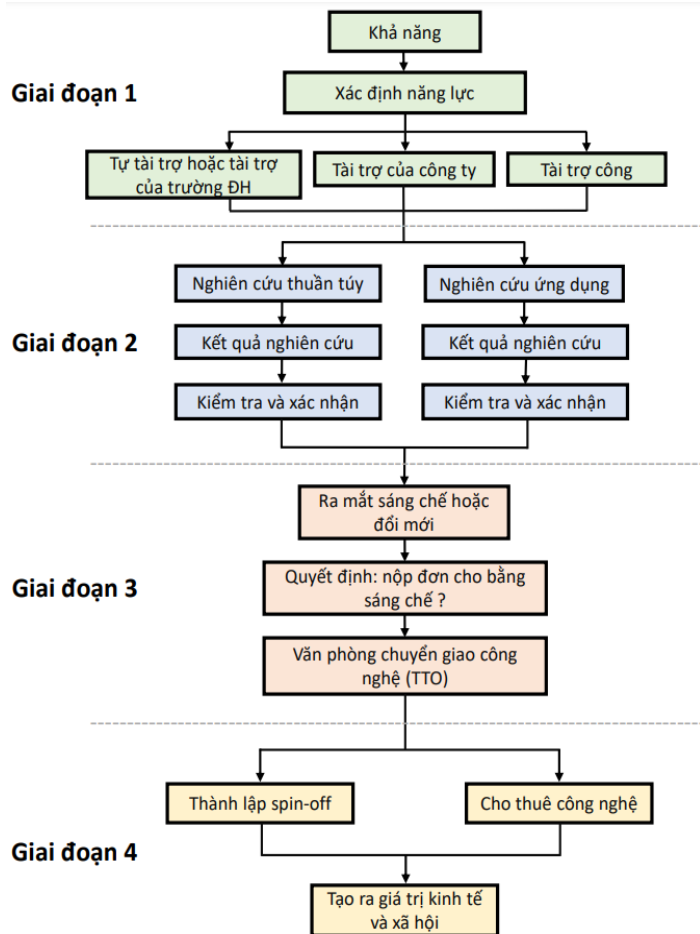 Khả năng
Giai đoạn 1
Xác định năng lực
Tự tài trợ hoặc tài trợ
của trường ĐH
Tài trợ của công ty
Tài trợ công
Nghiên cứu thuần túy
Nghiên cứu ứng dụng
Giai đoạn 2
Kết quả nghiên cứu
Kết quả nghiên cứu
Kiểm tra và xác nhận
Kiểm tra và xác nhận
Ra mắt sáng chế hoặc
đổi mới
Giai đoạn 3
Quyết định: nộp đơn cho bằng
sáng chế ?
Văn phòng chuyển giao công
nghệ (TTO)
Thành lập spin-off
Cho thuê công nghệ
Giai đoạn 4
Tạo ra giá trị kinh tế
và xã hội